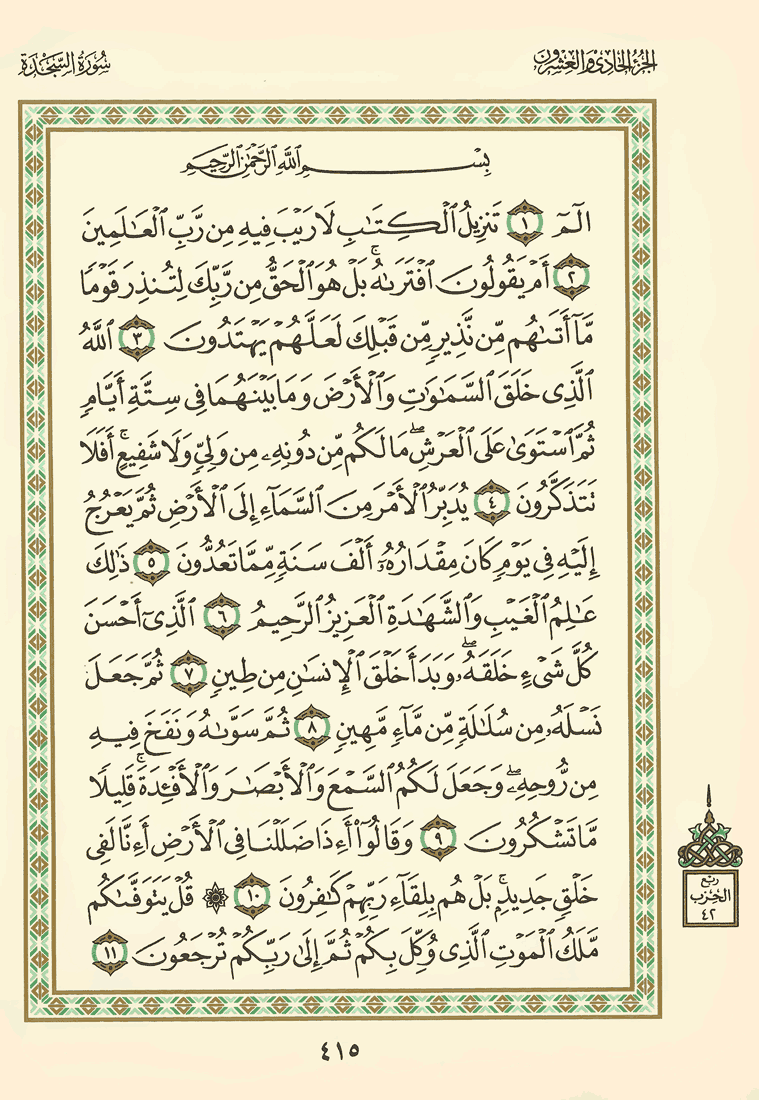 الجزء الحادي والعشرون
سورة السجدة
بِسْمِ اللَّهِ الرَّحْمَٰنِ الرَّحِيمِ
الٓمٓ ١ تَنزِيلُ ٱلْكِتَٰبِ لَا رَيْبَ فِيهِ مِن رَّبِّ ٱلْعَٰلَمِينَ
٢ أَمْ يَقُولُونَ ٱفْتَرَىٰهُ ۚ بَلْ هُوَ ٱلْحَقُّ مِن رَّبِّكَ لِتُنذِرَ قَوْمًا
مَّآ أَتَىٰهُم مِّن نَّذِيرٍ مِّن قَبْلِكَ لَعَلَّهُمْ يَهْتَدُونَ ٣ ٱللَّهُ
ٱلَّذِى خَلَقَ ٱلسَّمَٰوَٰتِ وَٱلْأَرْضَ وَمَا بَيْنَهُمَا فِى سِتَّةِ أَيَّامٍ
ثُمَّ ٱسْتَوَىٰ عَلَى ٱلْعَرْشِ ۖ مَا لَكُم مِّن دُونِهِۦ مِن وَلِىٍّ وَلَا شَفِيعٍ ۚ أَفَلَا
تَتَذَكَّرُونَ ٤ يُدَبِّرُ ٱلْأَمْرَ مِنَ ٱلسَّمَآءِ إِلَى ٱلْأَرْضِ ثُمَّ يَعْرُجُ
إِلَيْهِ فِى يَوْمٍ كَانَ مِقْدَارُهُۥٓ أَلْفَ سَنَةٍ مِّمَّا تَعُدُّونَ ٥ ذَٰلِكَ
عَٰلِمُ ٱلْغَيْبِ وَٱلشَّهَٰدَةِ ٱلْعَزِيزُ ٱلرَّحِيمُ ٦ ٱلَّذِىٓ أَحْسَنَ
كُلَّ شَىْءٍ خَلَقَهُۥ ۖ وَبَدَأَ خَلْقَ ٱلْإِنسَٰنِ مِن طِينٍ ٧ ثُمَّ جَعَلَ
نَسْلَهُۥ مِن سُلَٰلَةٍ مِّن مَّآءٍ مَّهِينٍ ٨ ثُمَّ سَوَّىٰهُ وَنَفَخَ فِيهِ
مِن رُّوحِهِۦ ۖ وَجَعَلَ لَكُمُ ٱلسَّمْعَ وَٱلْأَبْصَٰرَ وَٱلْأَفْـِٔدَةَ ۚ قَلِيلًا
مَّا تَشْكُرُونَ ٩ وَقَالُوٓا۟ أَءِذَا ضَلَلْنَا فِى ٱلْأَرْضِ أَءِنَّا لَفِى
خَلْقٍ جَدِيدٍۭ ۚ بَلْ هُم بِلِقَآءِ رَبِّهِمْ كَٰفِرُونَ ١٠ ۞ قُلْ يَتَوَفَّىٰكُم
مَّلَكُ ٱلْمَوْتِ ٱلَّذِى وُكِّلَ بِكُمْ ثُمَّ إِلَىٰ رَبِّكُمْ تُرْجَعُونَ ١١
ربع
الحزب
٤٢
٤١٥